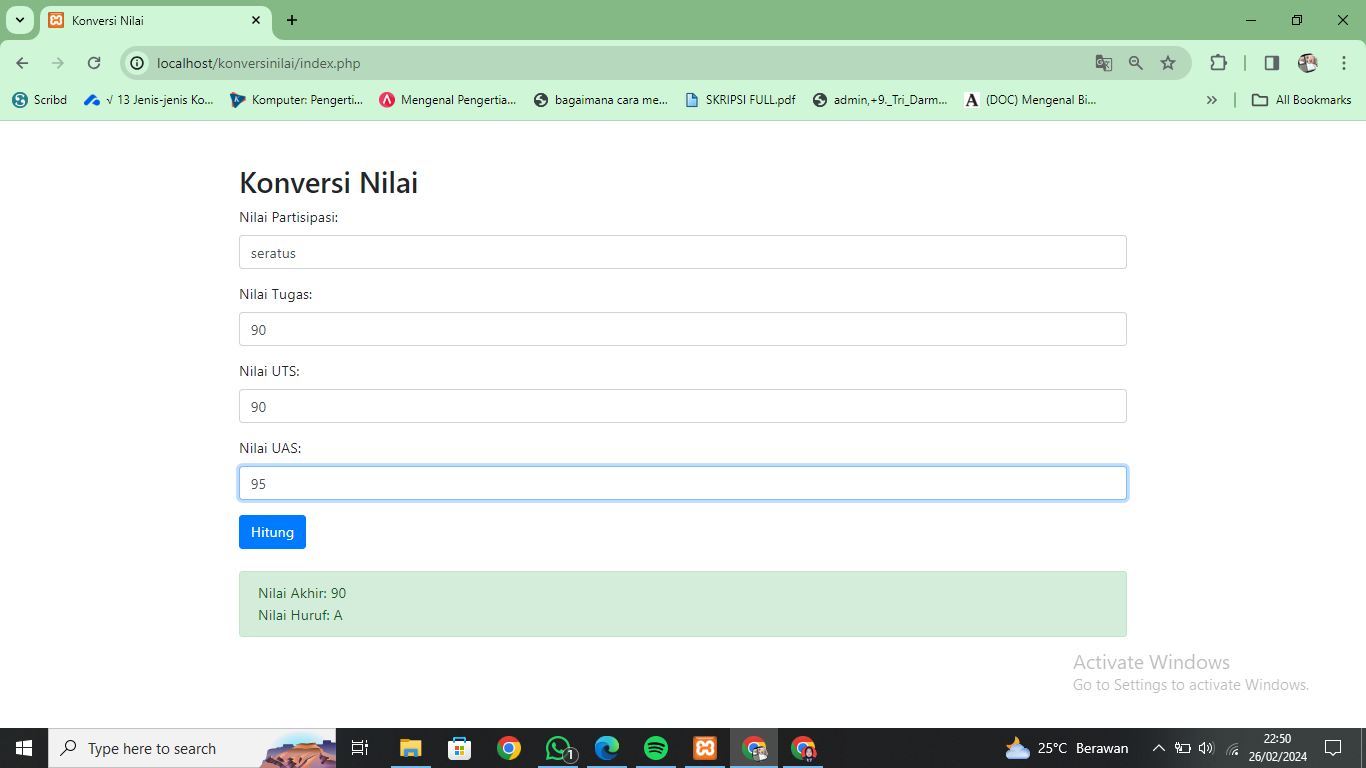 Konversi Nilai
localhost/konversinilai/index.php
Scribd
√ 13 Jenis-jenis Ko...
Komputer: Pengerti...
Mengenal Pengertia...
bagaimana cara me...
SKRIPSI FULL.pdf
admin,+9._Tri_Darm...
(DOC) Mengenal Bi...
All Bookmarks
Konversi Nilai
Nilai Partisipasi:
seratus
Nilai Tugas:
90
Nilai UTS:
90
Nilai UAS:
95
Hitung
Nilai Akhir: 90
Nilai Huruf: A
Activate Windows
Go to Settings to activate Windows.
Type here to search
1
25°C Berawan
22:50
26/02/2024